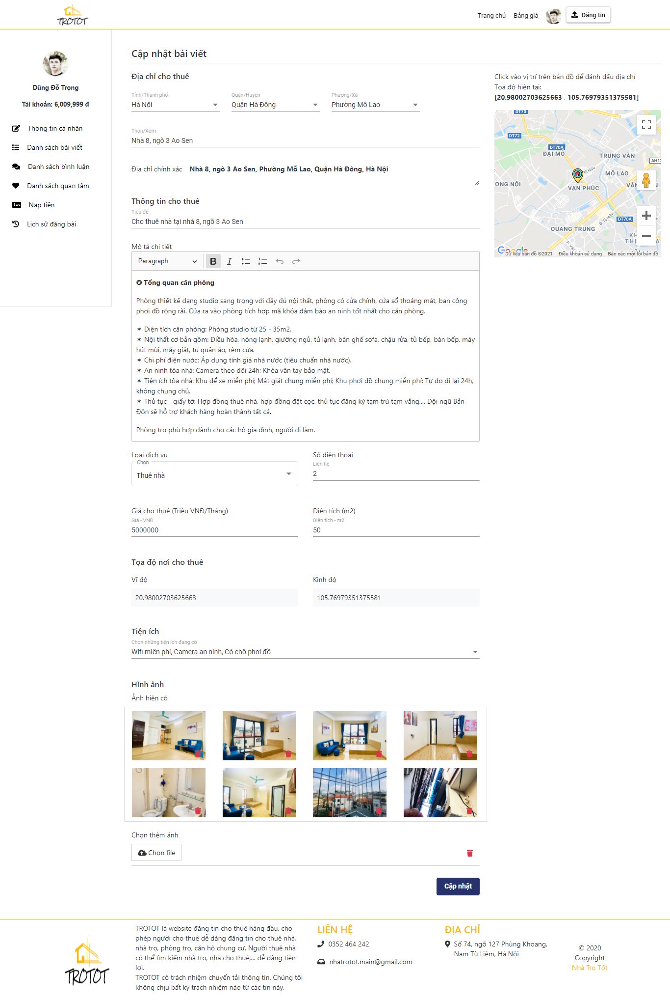 TROTOT
Trang chủ
Bảng giá
Đăng tin
Dũng Đỗ Trọng
Tài khoản: 6,009,999 đ
Thông tin cá nhân
Danh sách bài viết
Danh sách bình luận
Danh sách quan tâm
Nạp tiền
Lịch sử đăng bài
Cập nhật bài viết
Địa chỉ cho thuê
Tỉnh/Thành phố
Hà Nội
Quận/Huyện
Quận Hà Đông
Phường/Xã
Phường Mộ Lao
Thôn/Xóm
Nhà 8, ngõ 3 Ao Sen
Địa chỉ chính xác Nhà 8, ngõ 3 Ao Sen, Phường Mỗ Lao, Quận Hà Đông, Hà Nội
Click vào vị trí trên bản đồ để đánh dấu địa chỉ
Tọa độ hiện tại:
[20.98002703625663 , 105.76979351375581]
DT70
DT72
DT70A
ĐẠI MỖ
TRUNG VĂN
AH13
Tố Hữu
MỘ LAO
ƯƠNG NỘI
VẠN PHÚC
Đ. Tô Hiệu
DT70A
QUANG TRUNG
P. Văn
Google
Dữ liệu bản đồ ©2021
Điều khoản sử dụng
Báo cáo một lỗi bản đồ
Thông tin cho thuê
Tiêu đề
Cho thuê nhà tại nhà 8, ngõ 3 Ao Sen
Mô tả chi tiết
Paragraph
B I
✪ Tổng quan căn phòng
Phòng thiết kế dạng studio sang trọng với đầy đủ nội thất, phòng có cửa chính, cửa sổ thoáng mát, ban công
phơi đồ rộng rãi. Cửa ra vào phòng tích hợp mã khóa đảm bảo an ninh tốt nhất cho căn phòng.
✶ Diện tích căn phòng: Phòng studio từ 25 - 35m2.
✶ Nội thất cơ bản gồm: Điều hòa, nóng lạnh, giường ngủ, tủ lạnh, bàn ghế sofa, chậu rửa, tủ bếp, bàn bếp, máy
hút mùi, máy giặt, tủ quần áo, rèm cửa.
✶ Chi phí điện nước: Áp dụng tính giá nhà nước (tiêu chuẩn nhà nước).
✶ An ninh tòa nhà: Camera theo dõi 24h; Khóa vân tay bảo mật.
✶ Tiện ích tòa nhà: Khu để xe miễn phí; Mát giặt chung miễn phí; Khu phơi đồ chung miễn phí; Tự do đi lại 24h,
không chung chủ.
✶ Thủ tục - giấy tờ: Hợp đồng thuê nhà, hợp đồng đặt cọc, thủ tục đăng ký tạm trú tạm vắng,... Đội ngũ Bản
Đôn sẽ hỗ trợ khách hàng hoàn thành tất cả.
Phòng trọ phù hợp dành cho các hộ gia đình, người đi làm.
Loại dịch vụ
Chọn
Thuê nhà
Số điện thoại
Liên hệ
2
Giá cho thuê (Triệu VNĐ/Tháng)
Giá - VNĐ
5000000
Diện tích (m2)
Diện tích - m2
50
Tọa độ nơi cho thuê
Vĩ độ
20.98002703625663
Kinh độ
105.76979351375581
Tiện ích
Chọn những tiện ích đang có
Wifi miên phí, Camera an ninh, Có chô phơi đồ
Hình ảnh
Ảnh hiện có
Chọn thêm ảnh
Chọn file
Cập nhật
TROTOT
TROTOT là website đăng tin cho thuê hàng đầu, cho
phép người cho thuê dễ dàng đăng tin cho thuê nhà,
nhà trọ, phòng trọ, căn hộ chung cư. Người thuê nhà
có thể tìm kiếm nhà trọ, nhà cho thuê,... dễ dàng tiện
lợi.
TROTOT có trách nhiệm chuyển tải thông tin. Chúng tôi
không chịu bất kỳ trách nhiệm nào từ các tin này.
LIÊN HỆ
0352 464 242
nhatrotot.main@gmail.com
ĐỊA CHỈ
Số 74, ngõ 127 Phùng Khoang,
Nam Từ Liêm, Hà Nội
© 2020
Copyright
Nhà Trọ Tốt